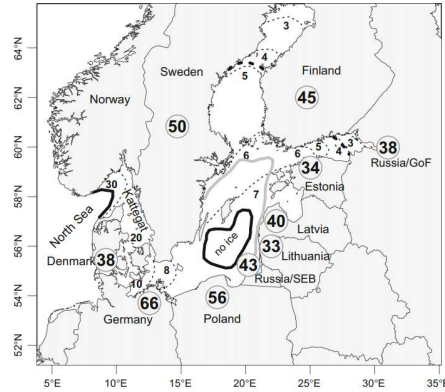 64°N
62°N
60°N
58°N
56°N
54°N
52°N
3
4
5
Sweden
Finland
Norway
45
50
38
Russia/GoF
6
6
5
4
3
34
Estonia
30
Kattegat
North Sea
7
20
no ice
40
Latvia
33
Lithuania
Denmark
38
8
43
Russia/SEB
10
66
Germany
56
Poland
5°E
10°E
15°E
20°E
25°E
30°E
35°E